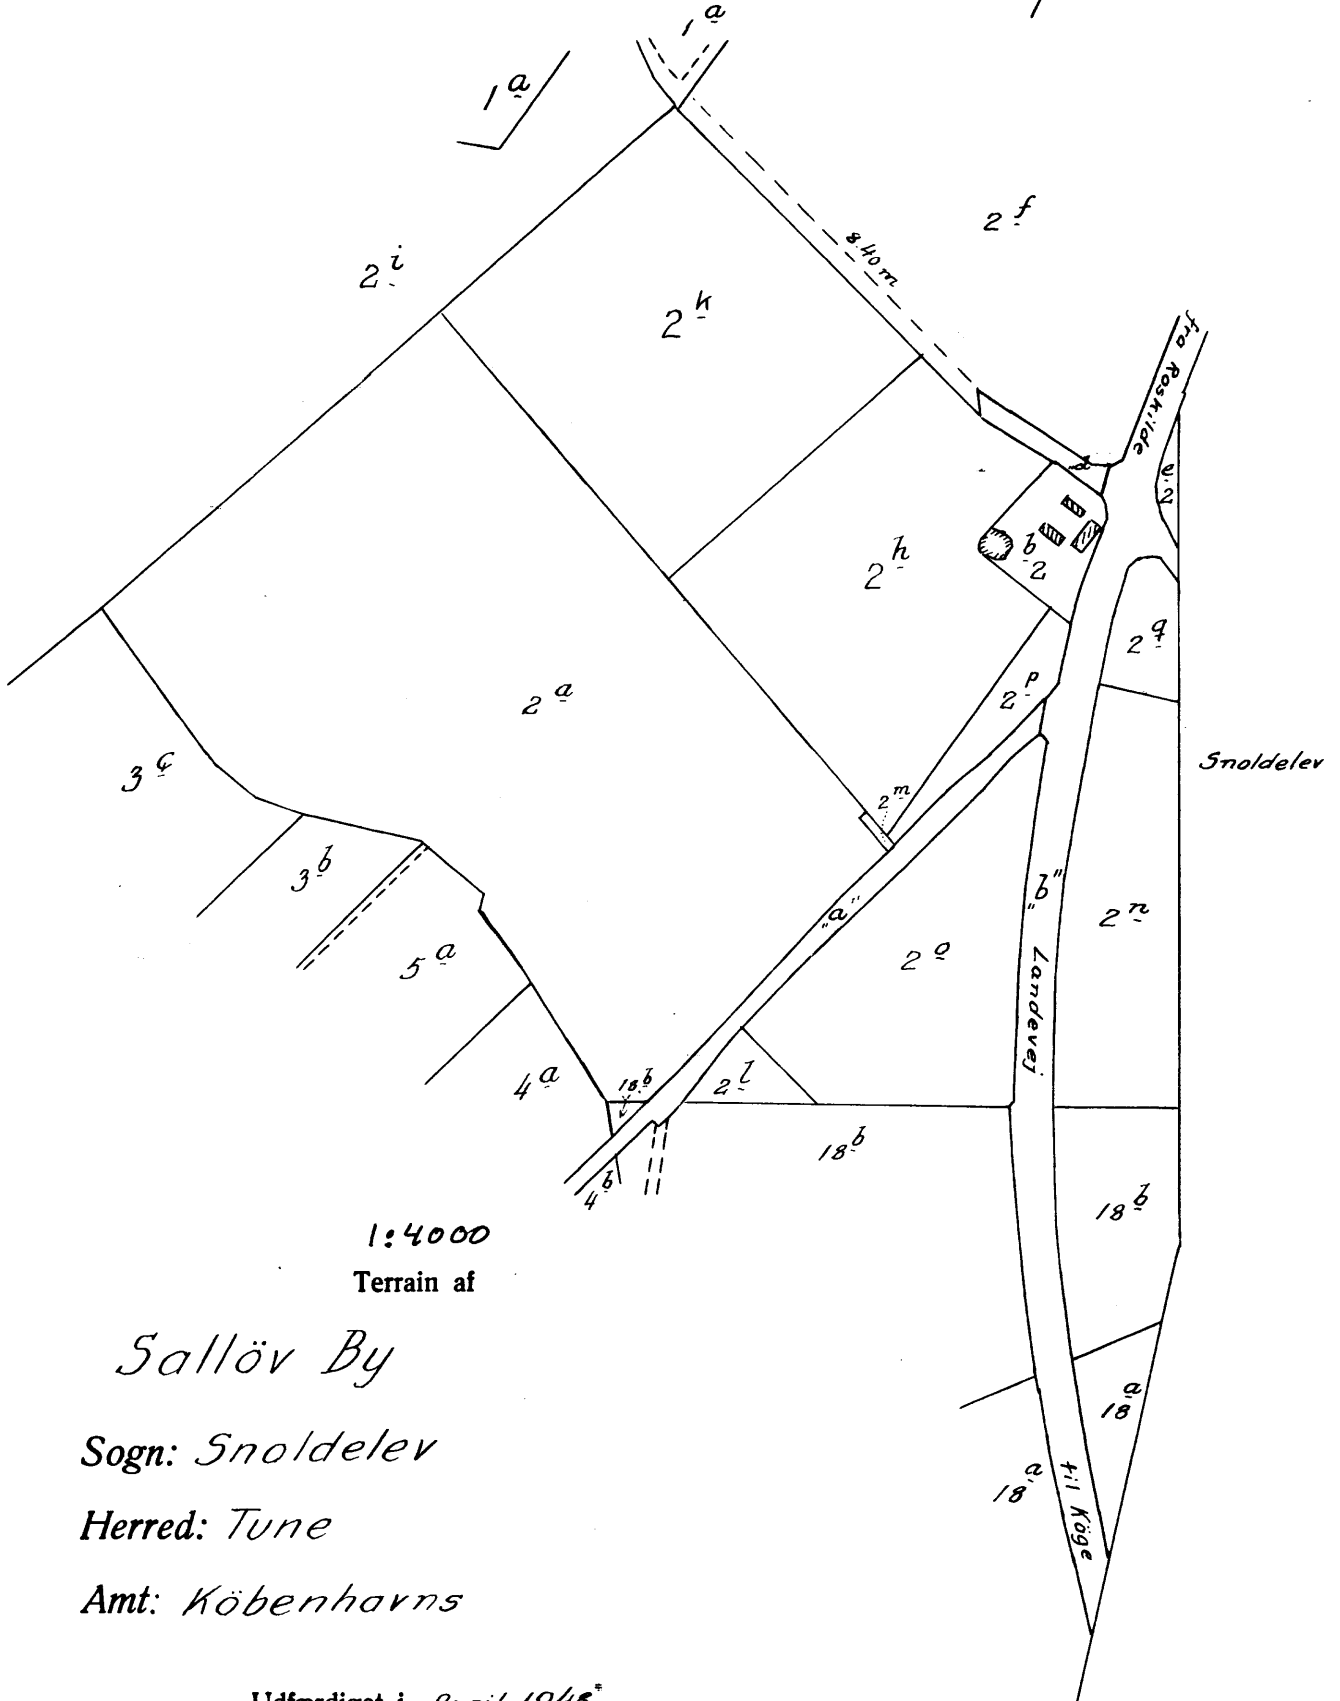 1a
1a
2f
8.40 m
2i
2k
fra Roskilde
d
e 2
b 2
2h
2q
2p
2a
3c
Snoldelev
2m
3b
"b"
"a"
2n
5a
2o
Landevej
4a
18b
2l
18b
4b
18b
1:4000
Terrain af
Sallöv By
18a
Sogn: Snoldelev
18a
til Köge
Herred: Tune
Amt: Köbenhavns
Udfærdiget i